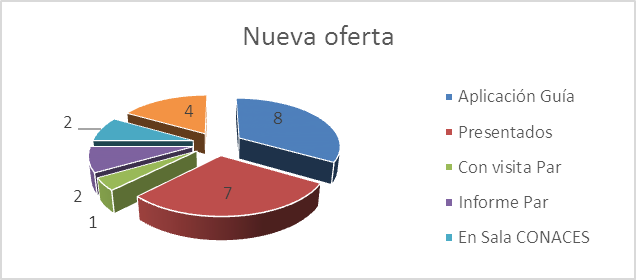 Nueva oferta
8
7
1
2
2
4
Aplicación Guía
Presentados
Con visita Par
Informe Par
En Sala CONACES